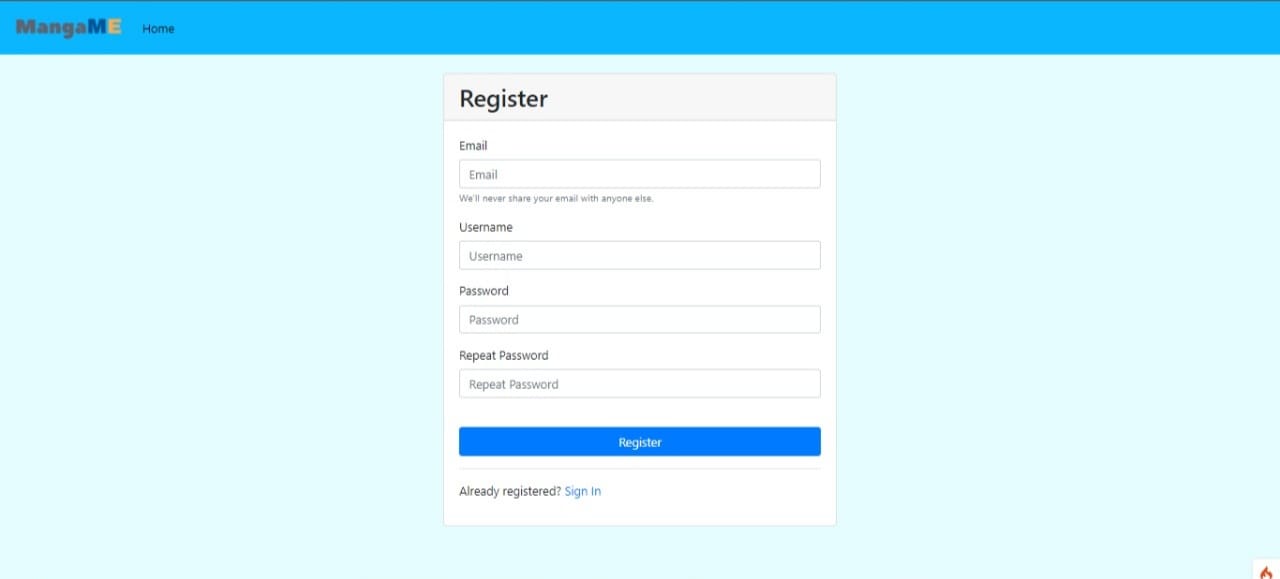 MangaME Home
Register
Email
Email
We'll never share your email with anyone else.
Username
Username
Password
Password
Repeat Password
Repeat Password
Register
Already registered? Sign In